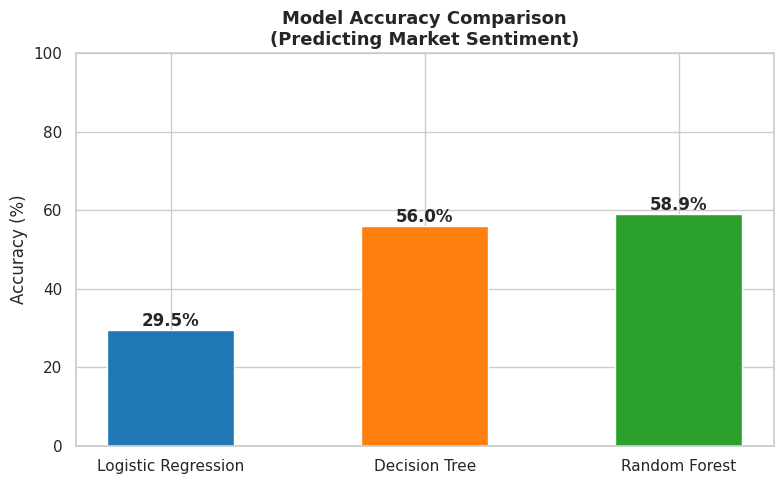 Model Accuracy Comparison
(Predicting Market Sentiment)
Accuracy (%)
100
80
60
40
20
0
29.5%
56.0%
58.9%
Logistic Regression
Decision Tree
Random Forest